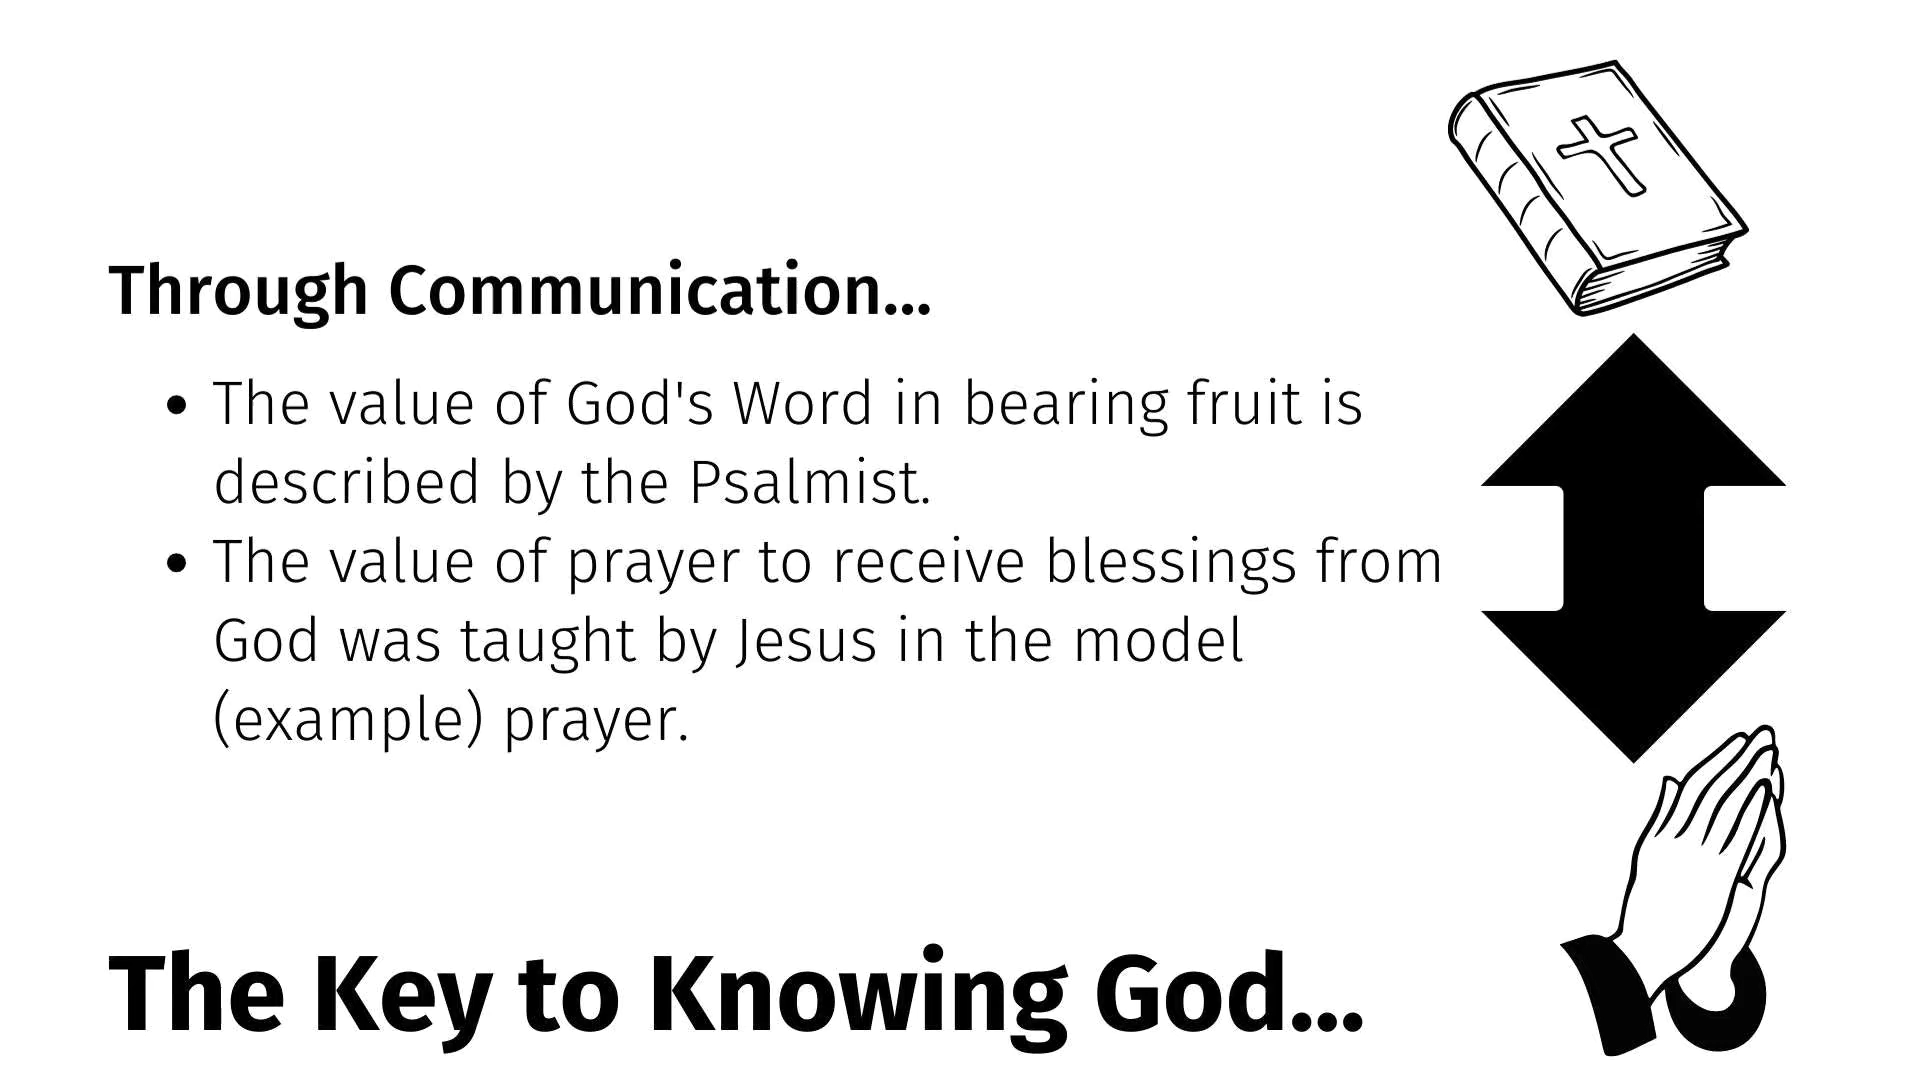 Through Communication...
• The value of God's Word in bearing fruit is
described by the Psalmist.
• The value of prayer to receive blessings from
God was taught by Jesus in the model
(example) prayer.
The Key to Knowing God...